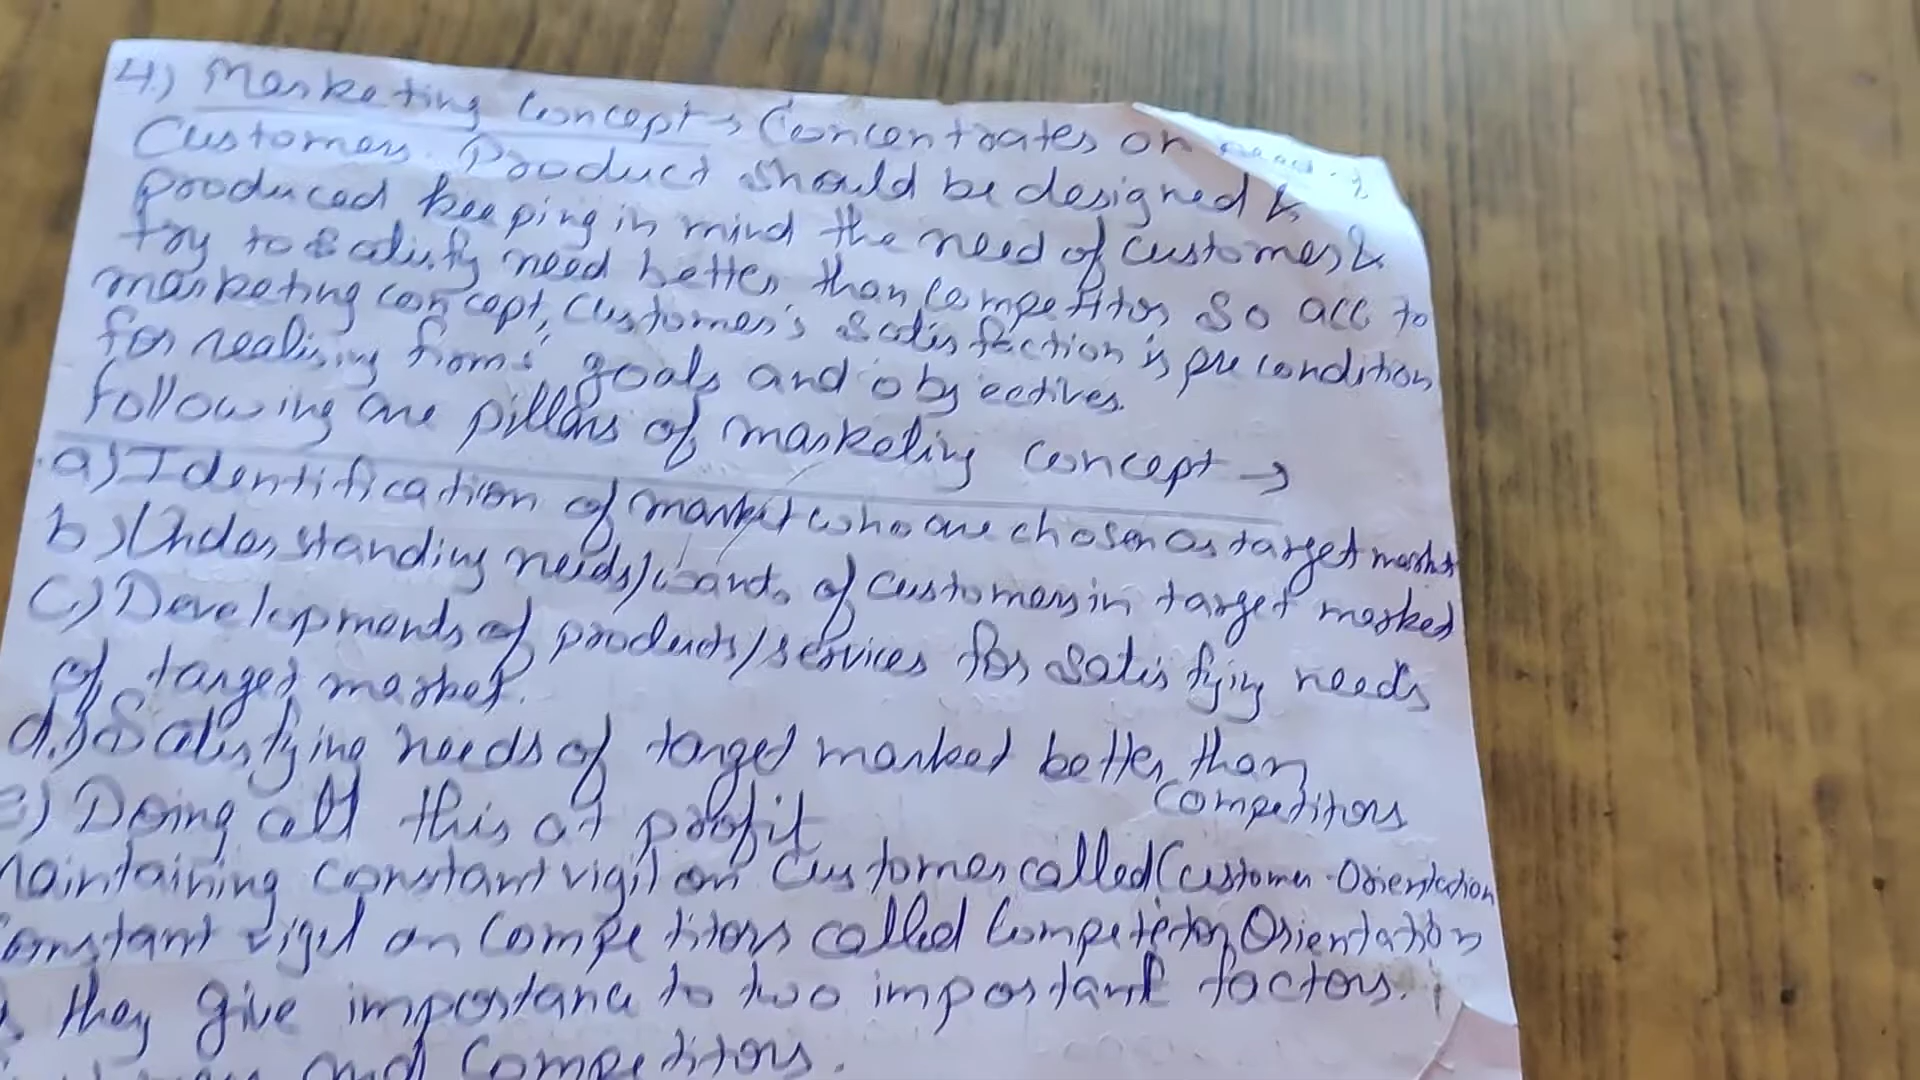 4.) Marketing Concept → Concentrates on need of
Customers. Product should be designed &
produced keeping in mind the need of customers &
try to satisfy need better than competitors So acc to
marketing concept, Customer's Satisfaction is pre condition
for realising firms' goals and objectives.
following are pillars of marketing concept →
a) Identification of market who are chosen as target market
b) Understanding needs/wants of customers in target market
c) Developments of products/services for satisfying needs
of target market.
d.) Satisfying needs of target market better than
competitors
e) Doing all this at profit
Maintaining constant vigil on customer called Customer-Orientation
Constant vigil on competitors called Competitor Orientation
they give importance to two important factors.
and Competitors.